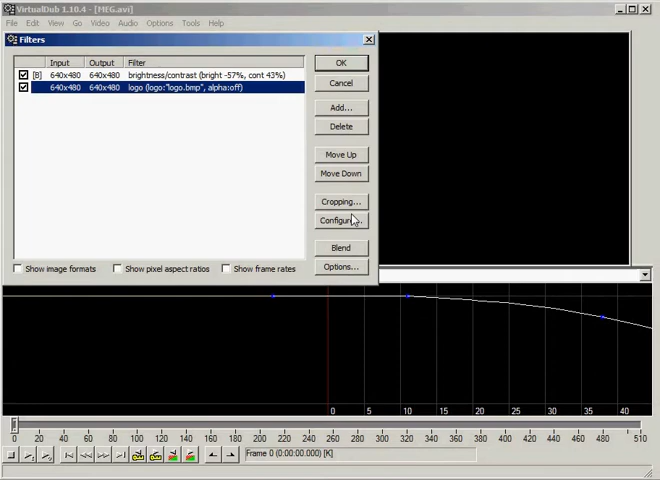 VirtualDub 1.10.4 - [MEG.avi]
File Edit View Go Video Audio Options Tools Help
Filters
Input Output Filter
[B] 640x480 640x480 brightness/contrast (bright -57%, cont 43%)
640x480 640x480 logo (logo:"logo.bmp", alpha:off)
OK
Cancel
Add...
Delete
Move Up
Move Down
Cropping...
Configure...
Blend
Options...
Show image formats Show pixel aspect ratios Show frame rates
0 5 10 15 20 25 30 35 40
0 20 40 60 80 100 120 140 160 180 200 220 240 260 280 300 320 340 360 380 400 420 440 460 480 510
Frame 0 (0:00:00.000) [K]